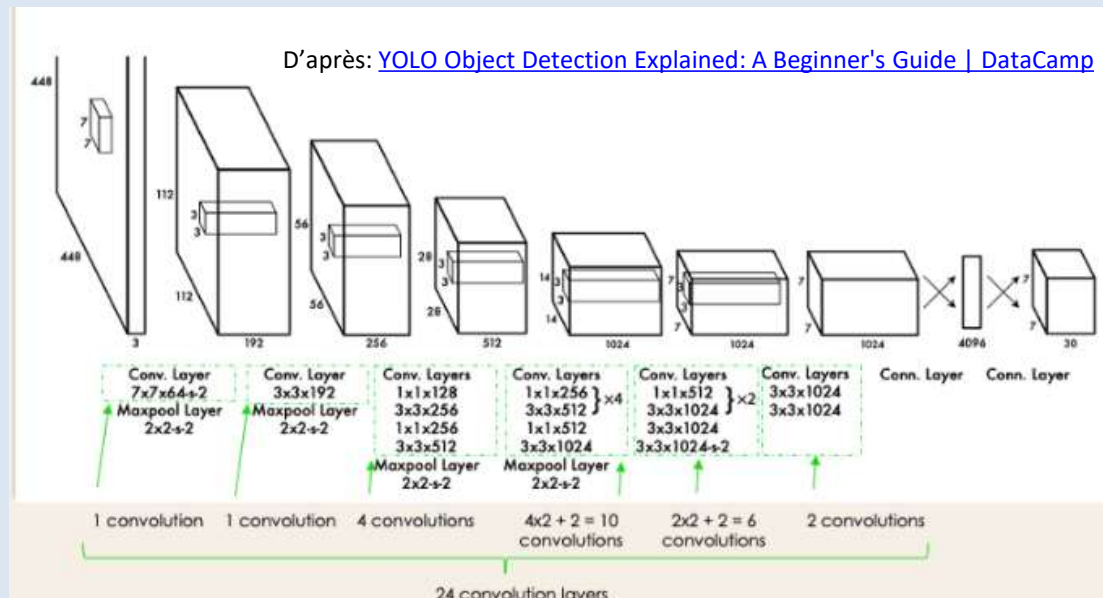 D'après: YOLO Object Detection Explained: A Beginner's Guide | DataCamp
448
448
7
7
3
112
112
3
3
192
56
56
3
3
256
28
28
3
3
512
14
14
3
3
1024
7
7
3
3
1024
7
7
1024
4096
7
7
30
Conv. Layer
7x7x64-s-2
Maxpool Layer
2x2-s-2
Conv. Layer
3x3x192
Maxpool Layer
2x2-s-2
Conv. Layers
1x1x128
3x3x256
1x1x256
3x3x512
Maxpool Layer
2x2-s-2
Conv. Layers
1x1x256
3x3x512 } ×4
1x1x512
3x3x1024
Maxpool Layer
2x2-s-2
Conv. Layers
1x1x512
3x3x1024 } ×2
3x3x1024
3x3x1024-s-2
Conv. Layers
3x3x1024
3x3x1024
Conn. Layer
Conn. Layer
1 convolution
1 convolution
4 convolutions
4x2 + 2 = 10
convolutions
2x2 + 2 = 6
convolutions
2 convolutions
24 convolution layers